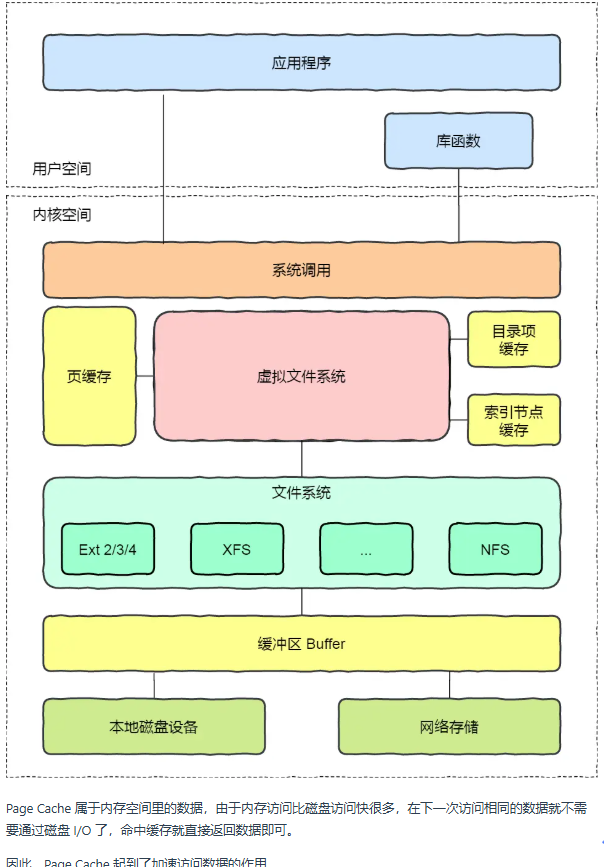 应用程序
库函数
用户空间
内核空间
系统调用
页缓存
虚拟文件系统
目录项
缓存
索引节点
缓存
文件系统
Ext 2/3/4
XFS
...
NFS
缓冲区 Buffer
本地磁盘设备
网络存储
Page Cache 属于内存空间里的数据，由于内存访问比磁盘访问快很多，在下一次访问相同的数据就不需
要通过磁盘 I/O 了，命中缓存就直接返回数据即可。
因此，Page Cache 起到了加速访问数据的作用